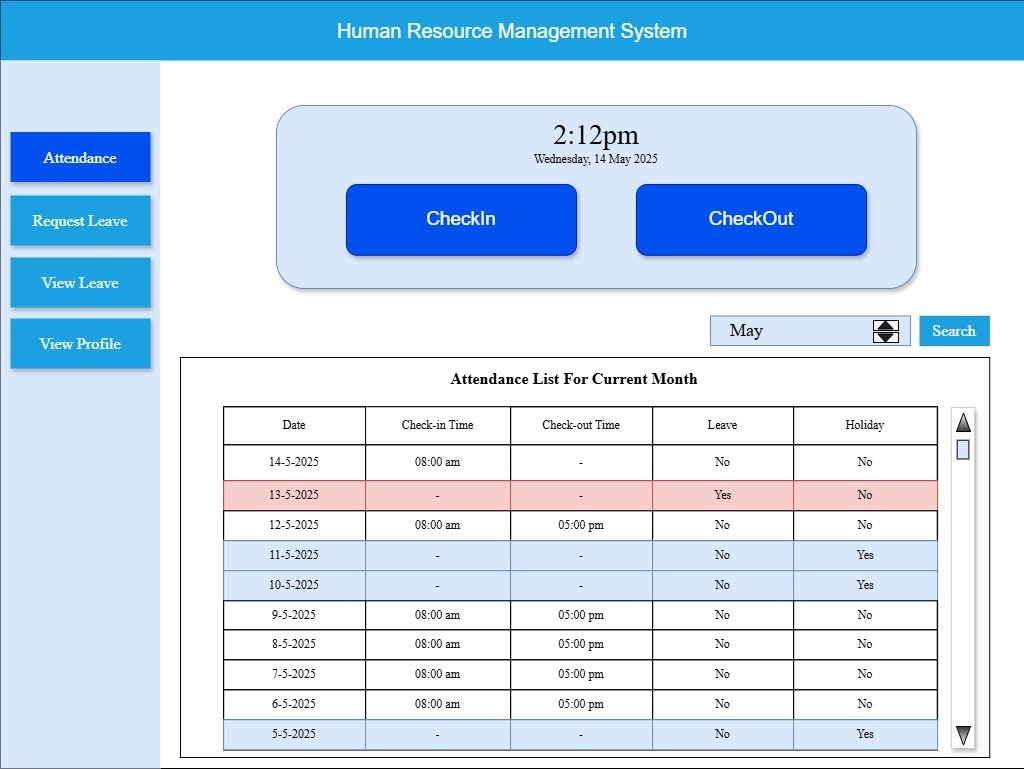 Human Resource Management System
Attendance
Request Leave
View Leave
View Profile
2:12pm
Wednesday, 14 May 2025
CheckIn CheckOut
May Search
Attendance List For Current Month
Date Check-in Time Check-out Time Leave Holiday
14-5-2025 08:00 am - No No
13-5-2025 - - Yes No
12-5-2025 08:00 am 05:00 pm No No
11-5-2025 - - No Yes
10-5-2025 - - No Yes
9-5-2025 08:00 am 05:00 pm No No
8-5-2025 08:00 am 05:00 pm No No
7-5-2025 08:00 am 05:00 pm No No
6-5-2025 08:00 am 05:00 pm No No
5-5-2025 - - No Yes